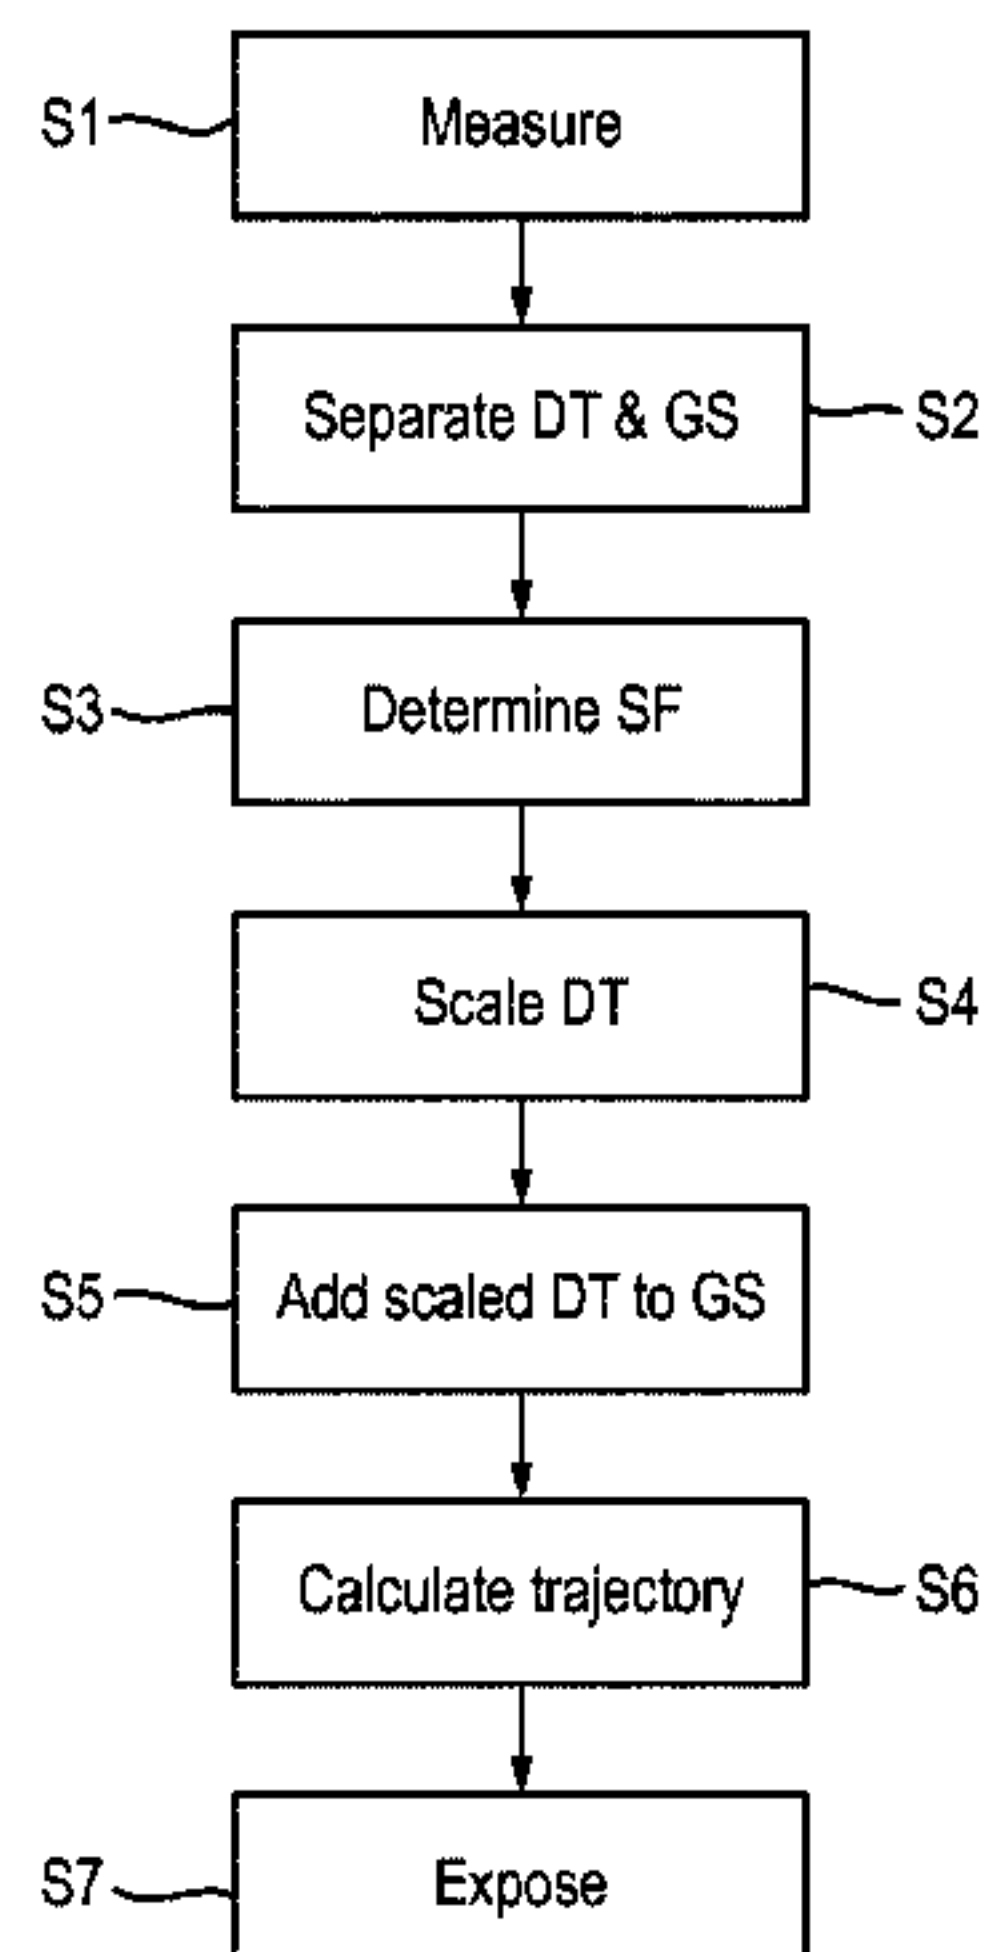 S1
Measure
Separate DT & GS
S2
S3
Determine SF
Scale DT
S4
S5
Add scaled DT to GS
Calculate trajectory
S6
S7
Expose